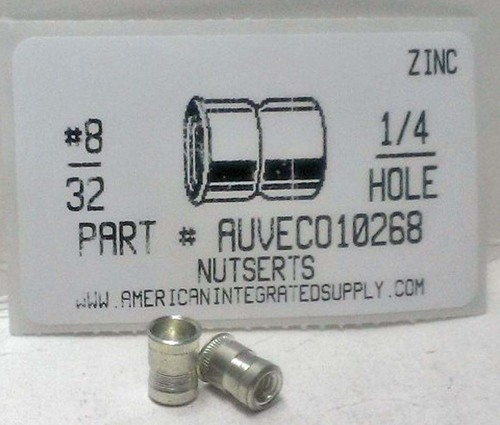 ZINC
#8
32
1/4
HOLE
PART # AUVECO10268
NUTSERTS
WWW.AMERICANINTEGRATEDSUPPLY.COM